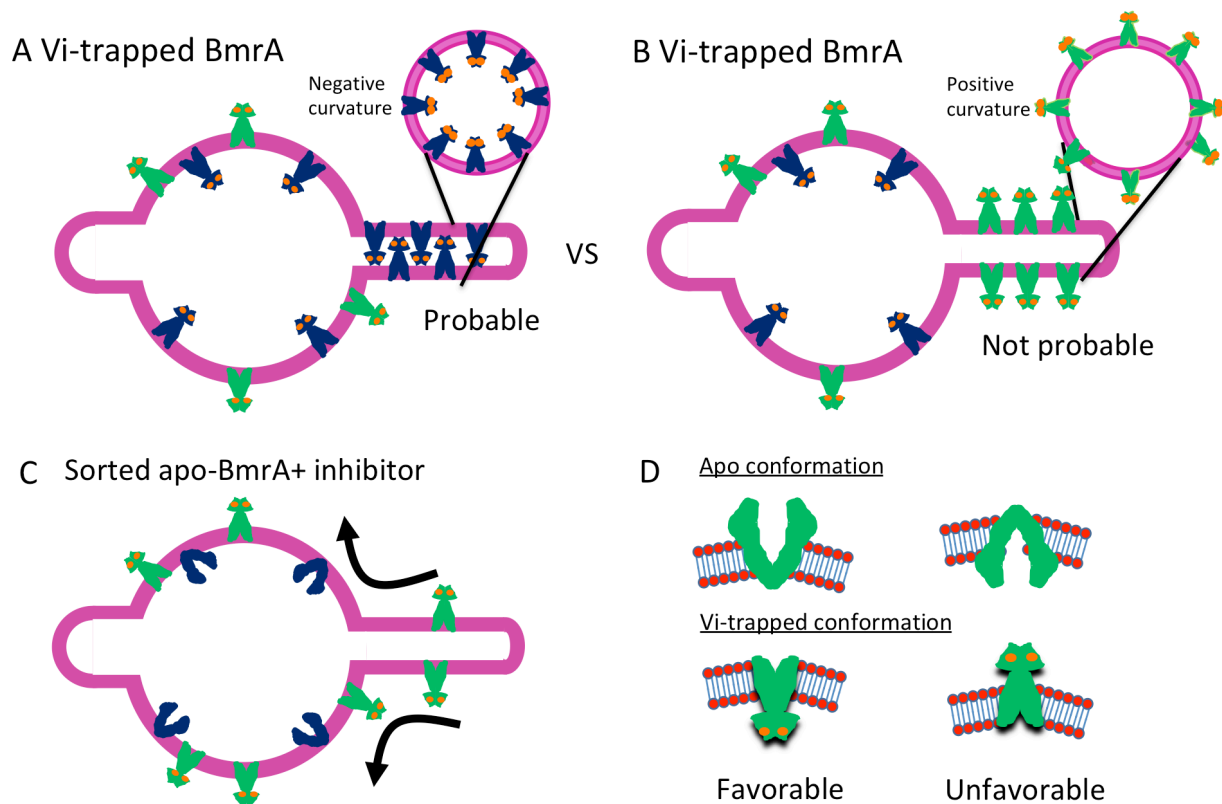 A Vi-trapped BmrA
Negative
curvature
Probable
VS
B Vi-trapped BmrA
Positive
curvature
Not probable
C Sorted apo-BmrA+ inhibitor
D
Apo conformation
Vi-trapped conformation
Favorable
Unfavorable